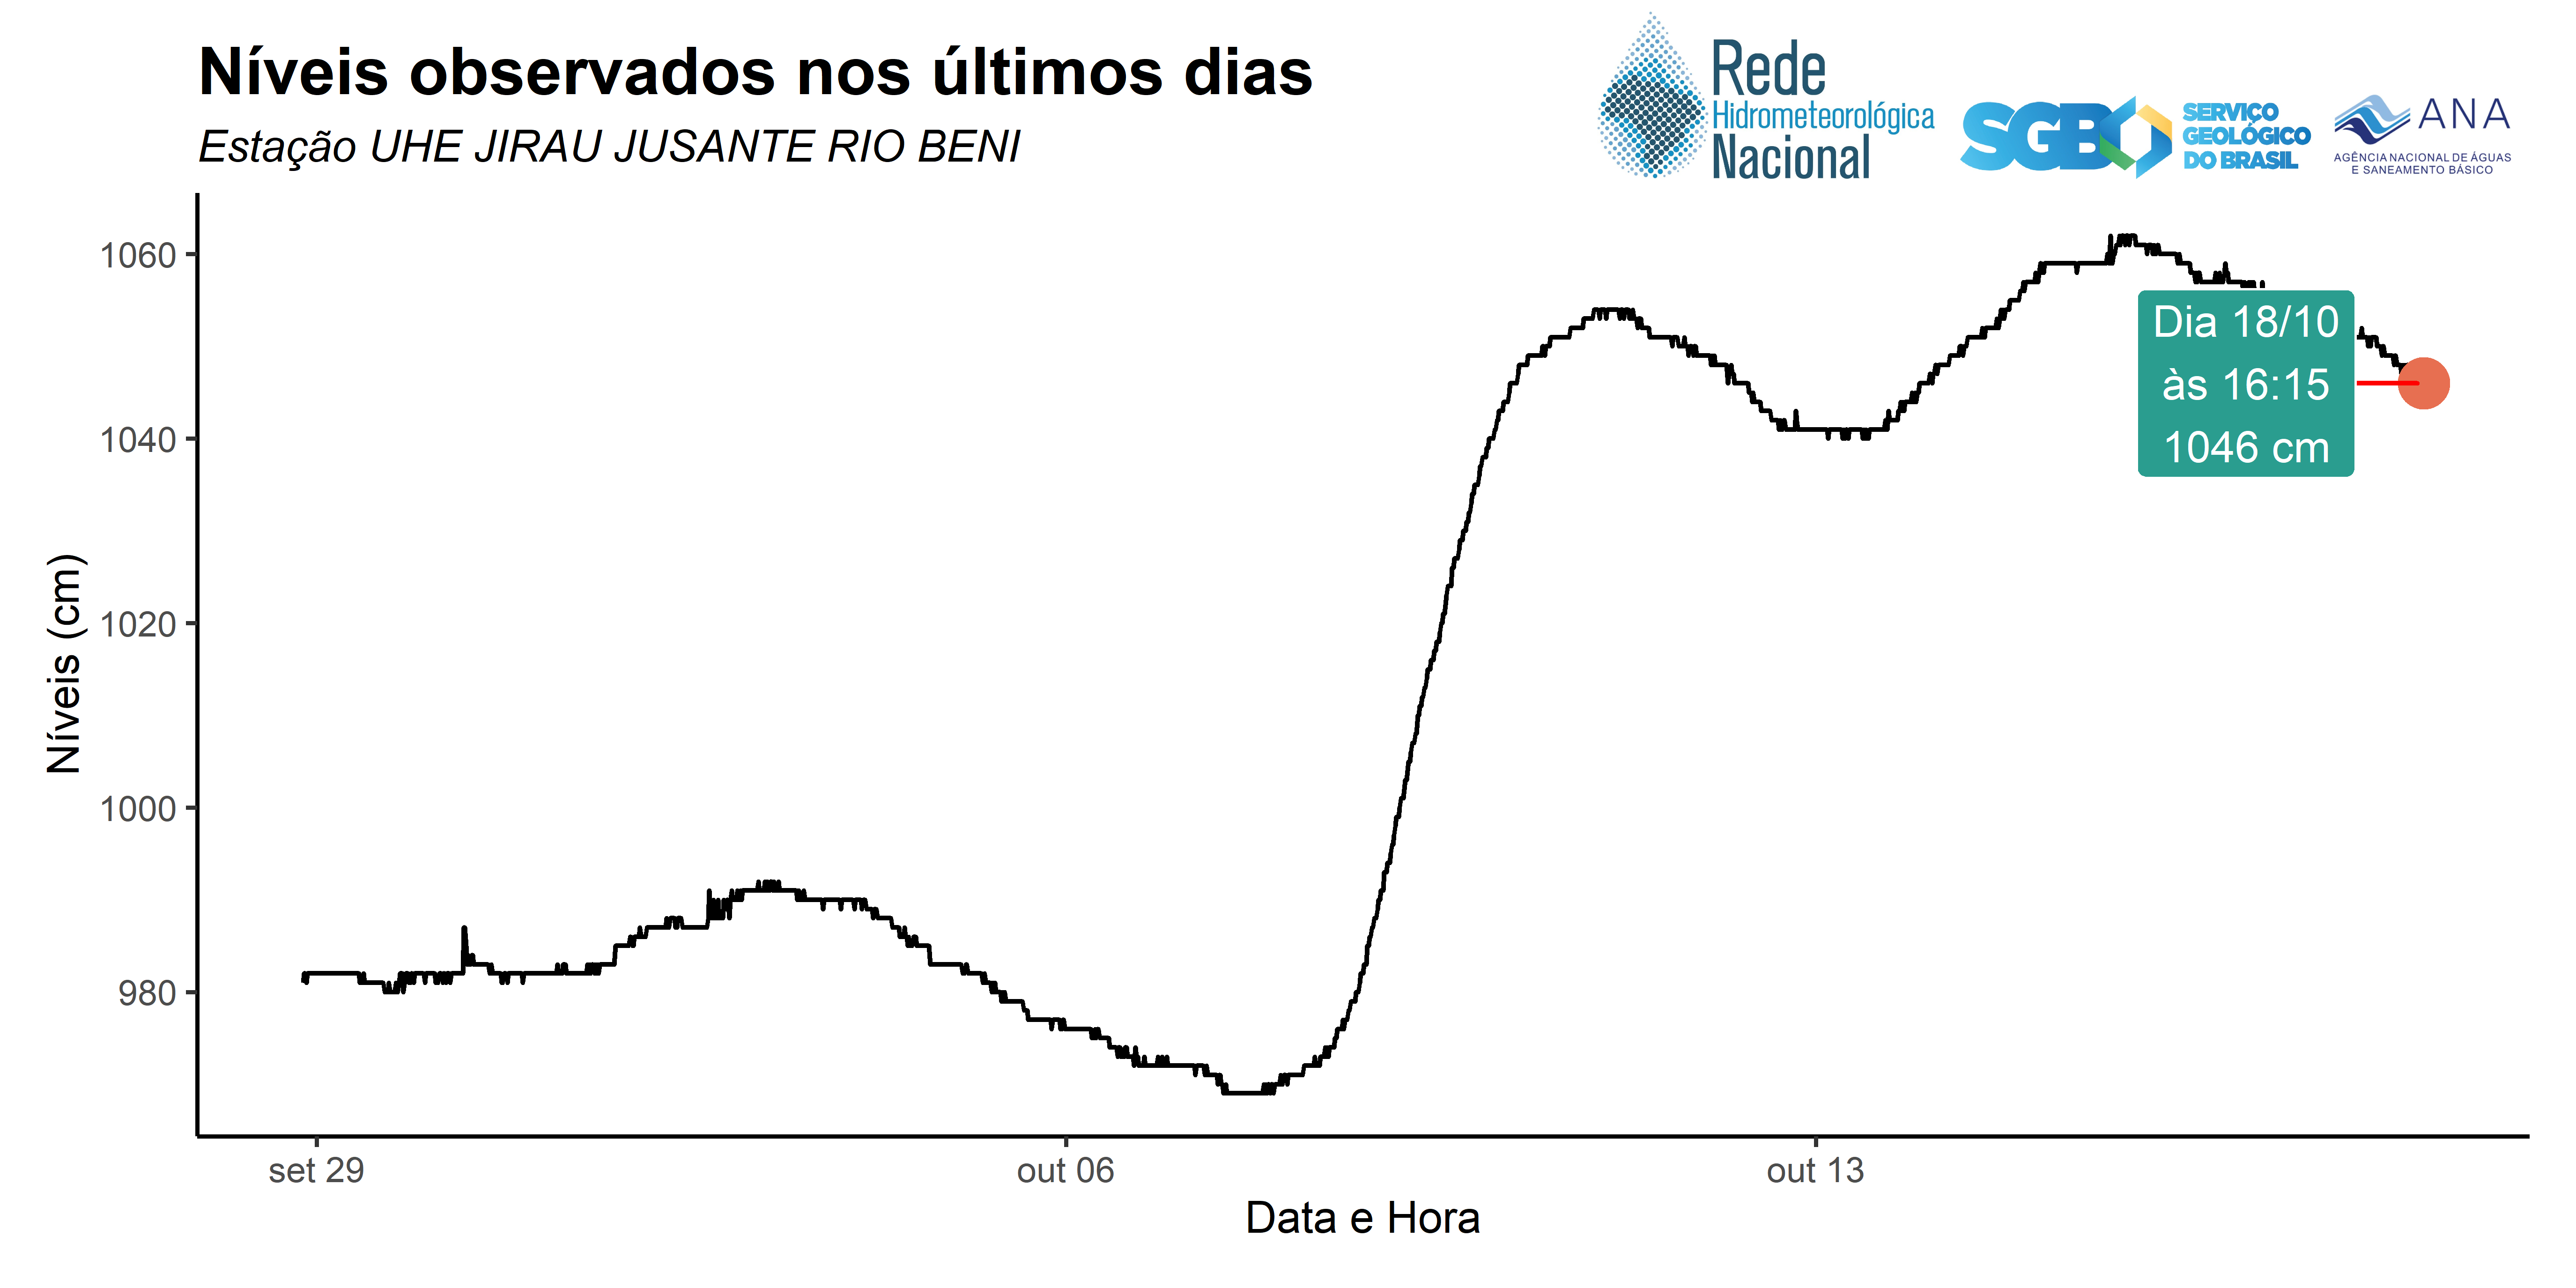 Níveis observados nos últimos dias
Estação UHE JIRAU JUSANTE RIO BENI
Rede
Hidrometeorológica
Nacional
SGB
SERVIÇO
GEOLÓGICO
DO BRASIL
ANA
AGÊNCIA NACIONAL DE ÁGUAS
E SANEAMENTO BÁSICO
Níveis (cm)
1060
1040
1020
1000
980
Dia 18/10
às 16:15
1046 cm
set 29
out 06
out 13
Data e Hora